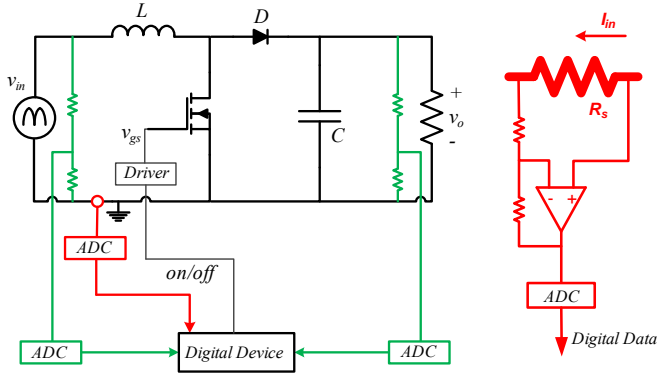 L
D
I_in
v_in
R_s
v_gs
C
+
v_o
-
Driver
- +
ADC
on/off
ADC
Digital Data
ADC
Digital Device
ADC